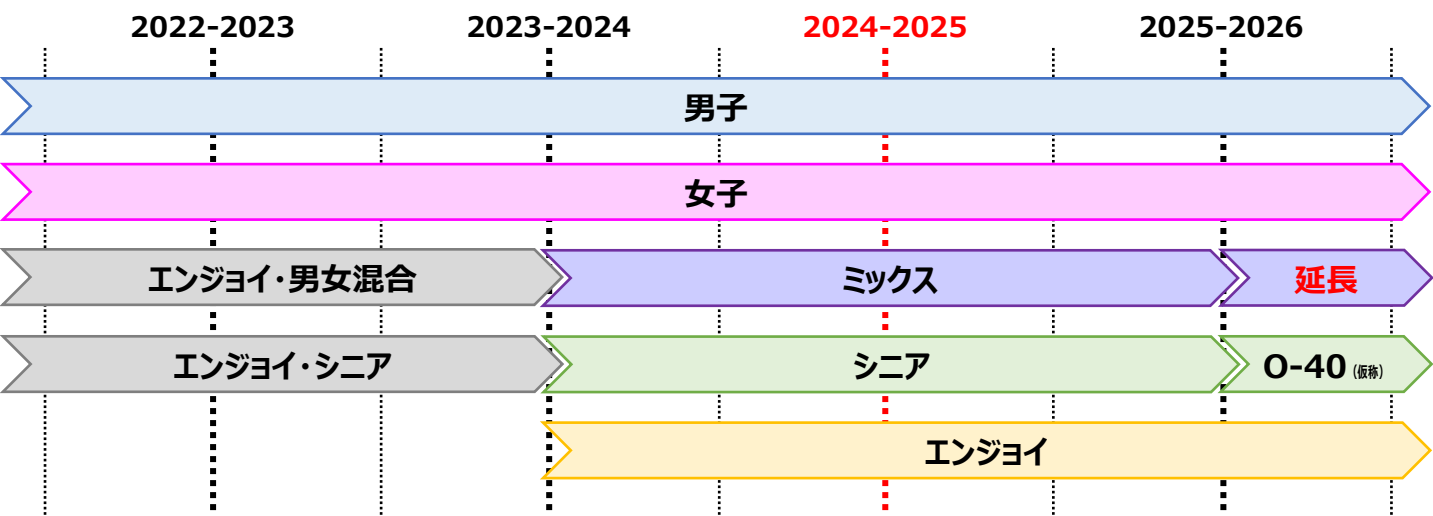 2022-2023 2023-2024 2024-2025 2025-2026
男子
女子
エンジョイ・男女混合 ミックス 延長
エンジョイ・シニア シニア O-40 (仮称)
エンジョイ